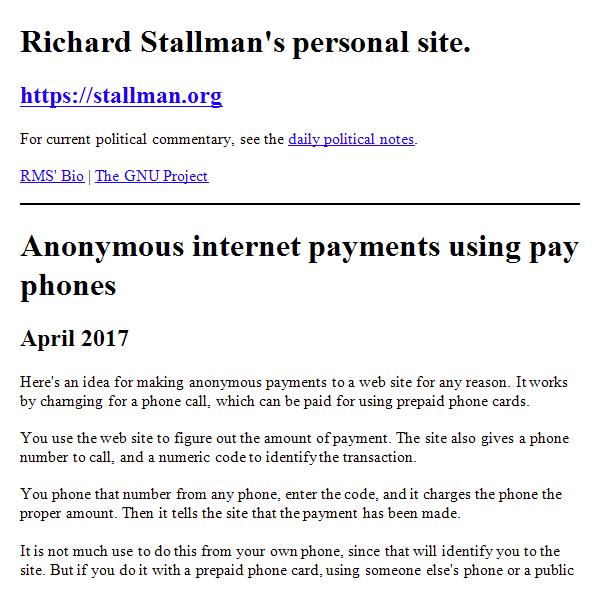 Richard Stallman's personal site.
https://stallman.org
For current political commentary, see the daily political notes.
RMS' Bio | The GNU Project
Anonymous internet payments using pay
phones
April 2017
Here's an idea for making anonymous payments to a web site for any reason. It works
by charnging for a phone call, which can be paid for using prepaid phone cards.
You use the web site to figure out the amount of payment. The site also gives a phone
number to call, and a numeric code to identify the transaction.
You phone that number from any phone, enter the code, and it charges the phone the
proper amount. Then it tells the site that the payment has been made.
It is not much use to do this from your own phone, since that will identify you to the
site. But if you do it with a prepaid phone card, using someone else's phone or a public